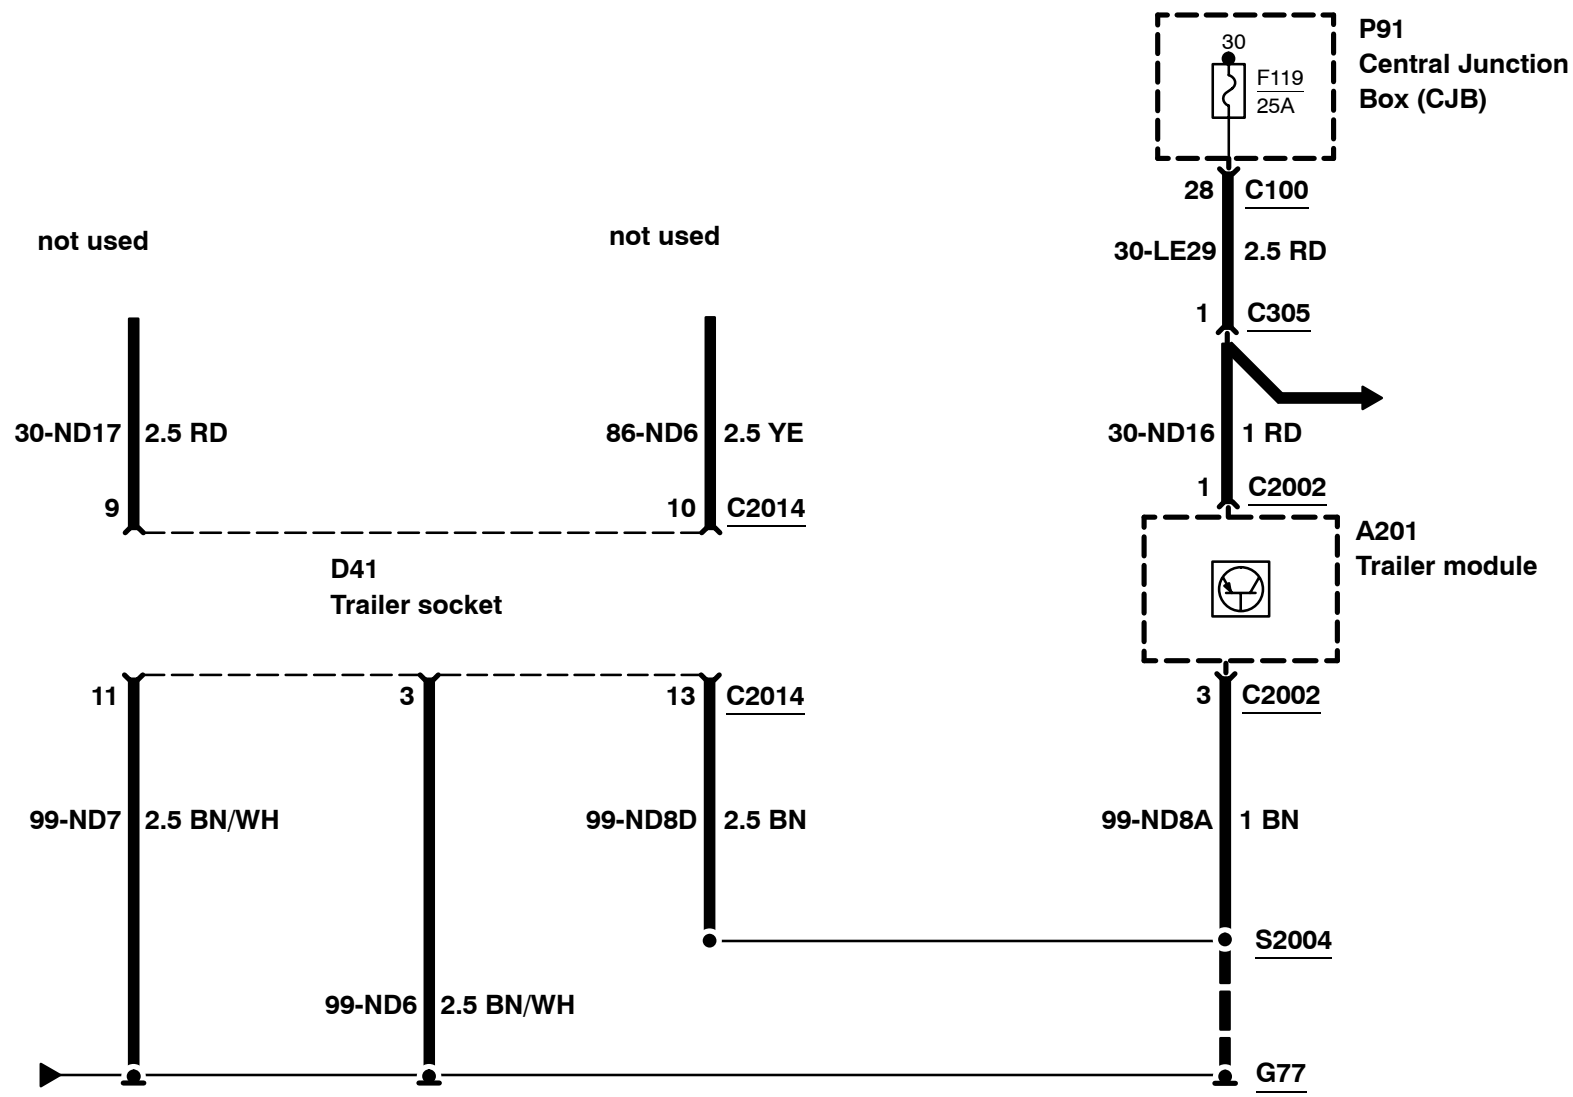 P91
Central Junction
Box (CJB)
30
F119
25A
28 C100
30-LE29 2.5 RD
1 C305
not used
not used
30-ND17 2.5 RD
86-ND6 2.5 YE
30-ND16 1 RD
9
10 C2014
1 C2002
D41
Trailer socket
A201
Trailer module
11
3
13 C2014
3 C2002
99-ND7 2.5 BN/WH
99-ND8D 2.5 BN
99-ND8A 1 BN
S2004
99-ND6 2.5 BN/WH
G77